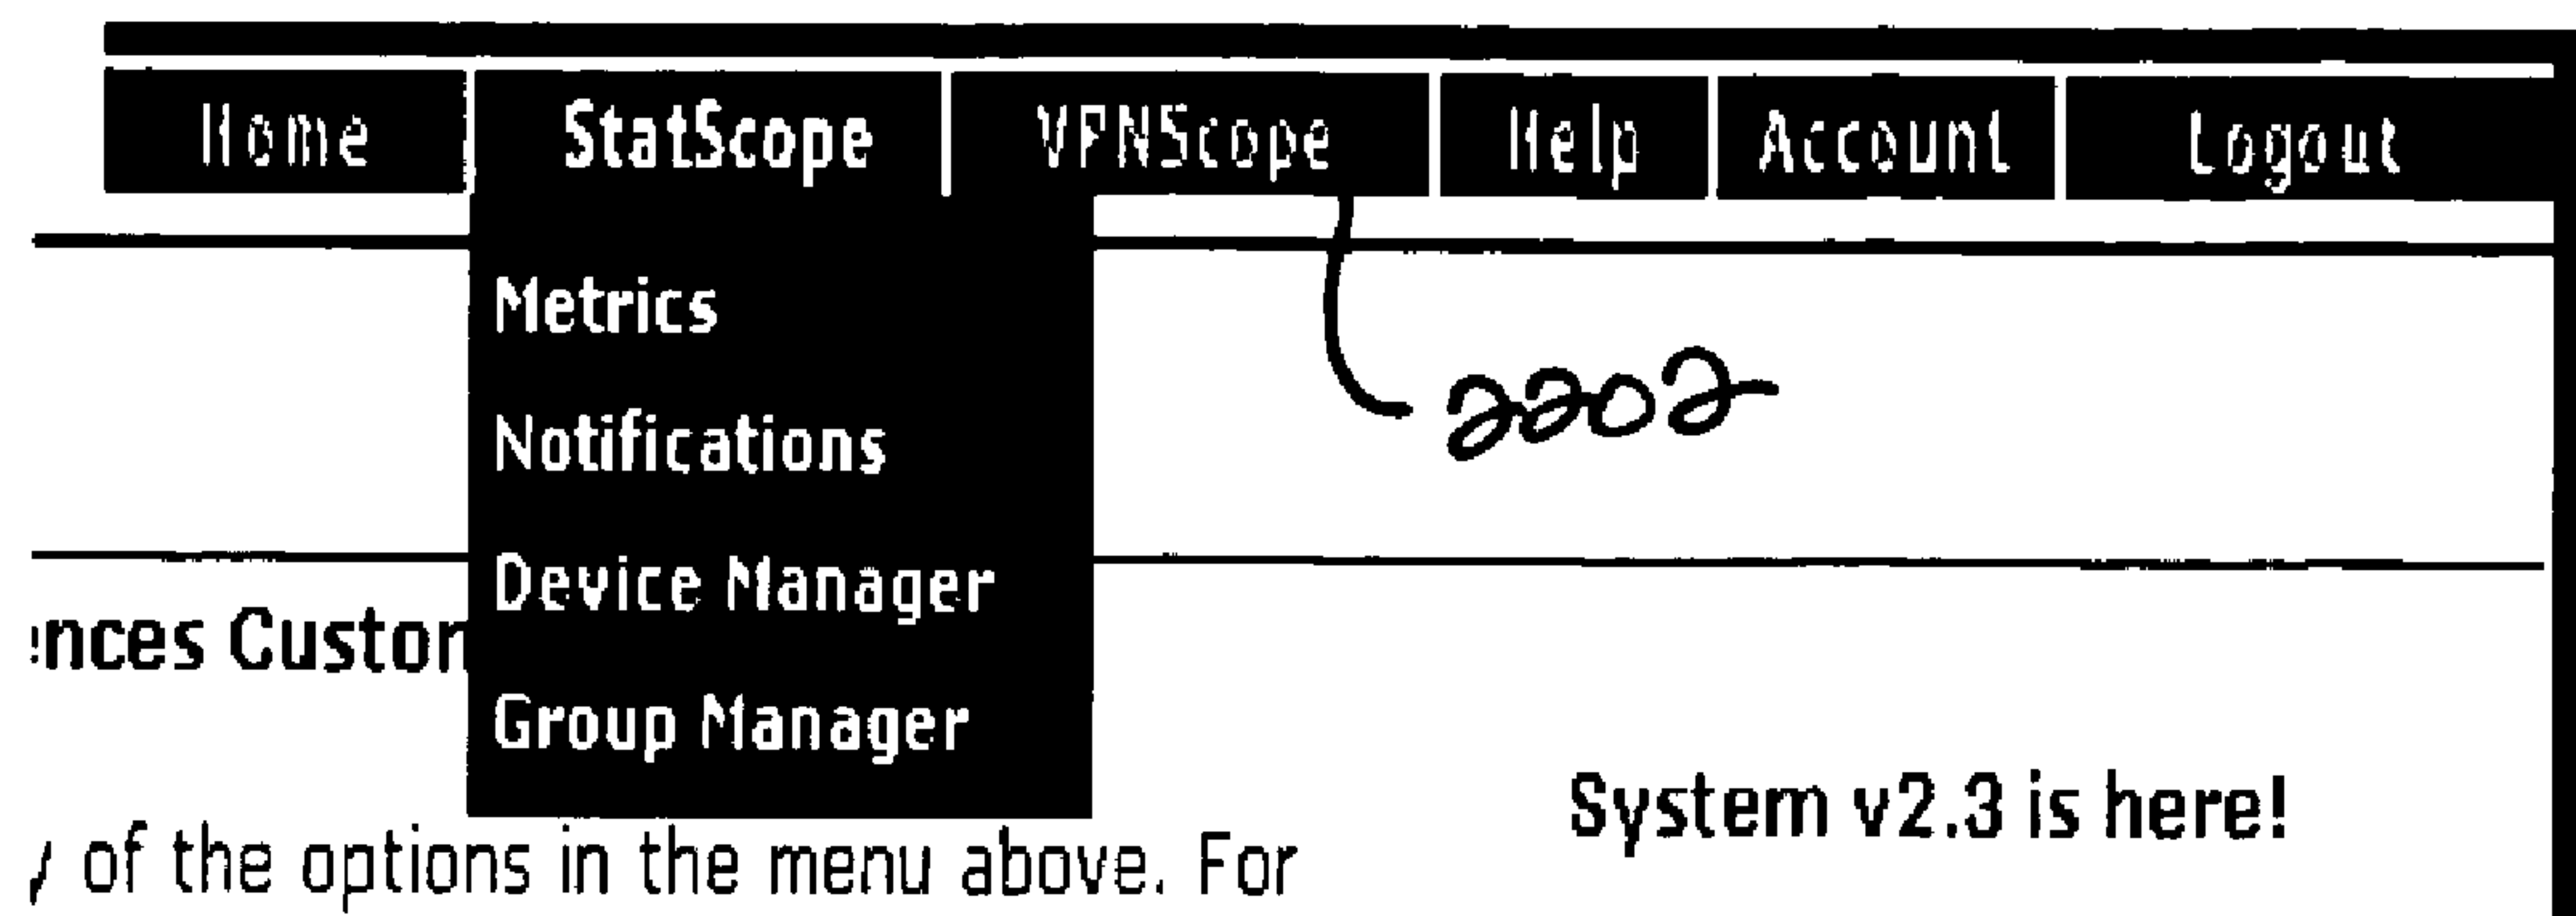 Home StatScope VPNScope Help Account Logout
Metrics
2202
Notifications
Device Manager
nces Custom
Group Manager
System v2.3 is here!
of the options in the menu above. For